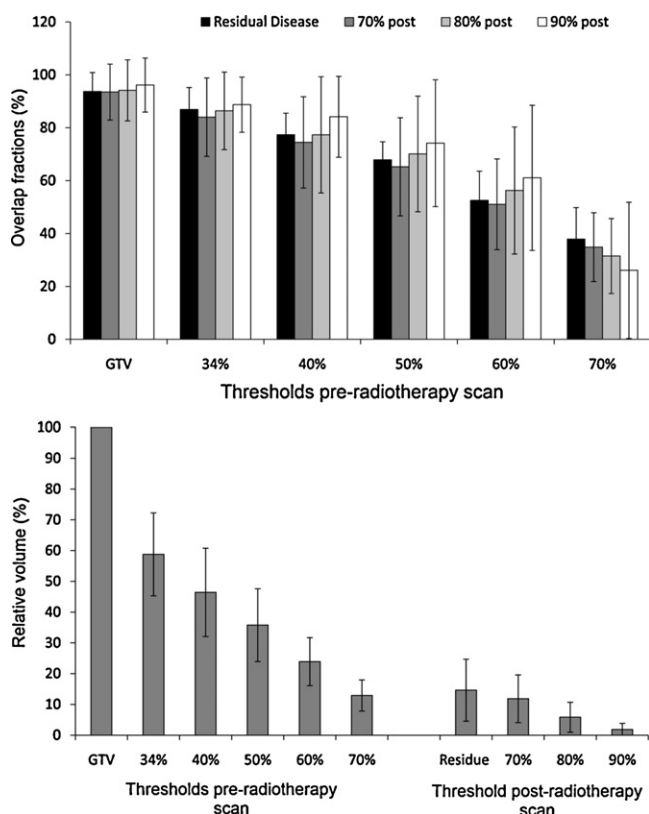 Residual Disease 70% post 80% post 90% post
120
100
80
60
40
20
0
Overlap fractions (%)
GTV 34% 40% 50% 60% 70%
Thresholds pre-radiotherapy scan
100
90
80
70
60
50
40
30
20
10
0
Relative volume (%)
GTV 34% 40% 50% 60% 70% Residue 70% 80% 90%
Thresholds pre-radiotherapy Threshold post-radiotherapy
scan scan